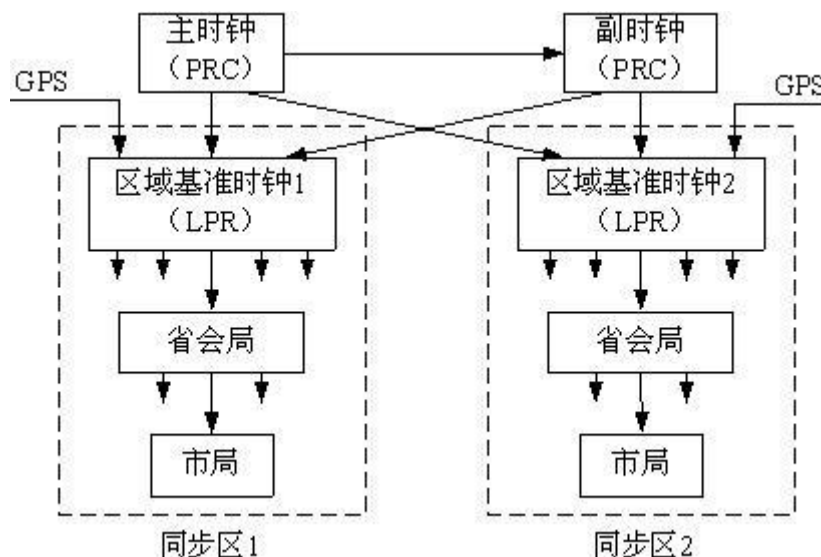 主时钟
（PRC）
副时钟
（PRC）
GPS
GPS
区域基准时钟1
（LPR）
区域基准时钟2
（LPR）
省会局
省会局
市局
市局
同步区1
同步区2